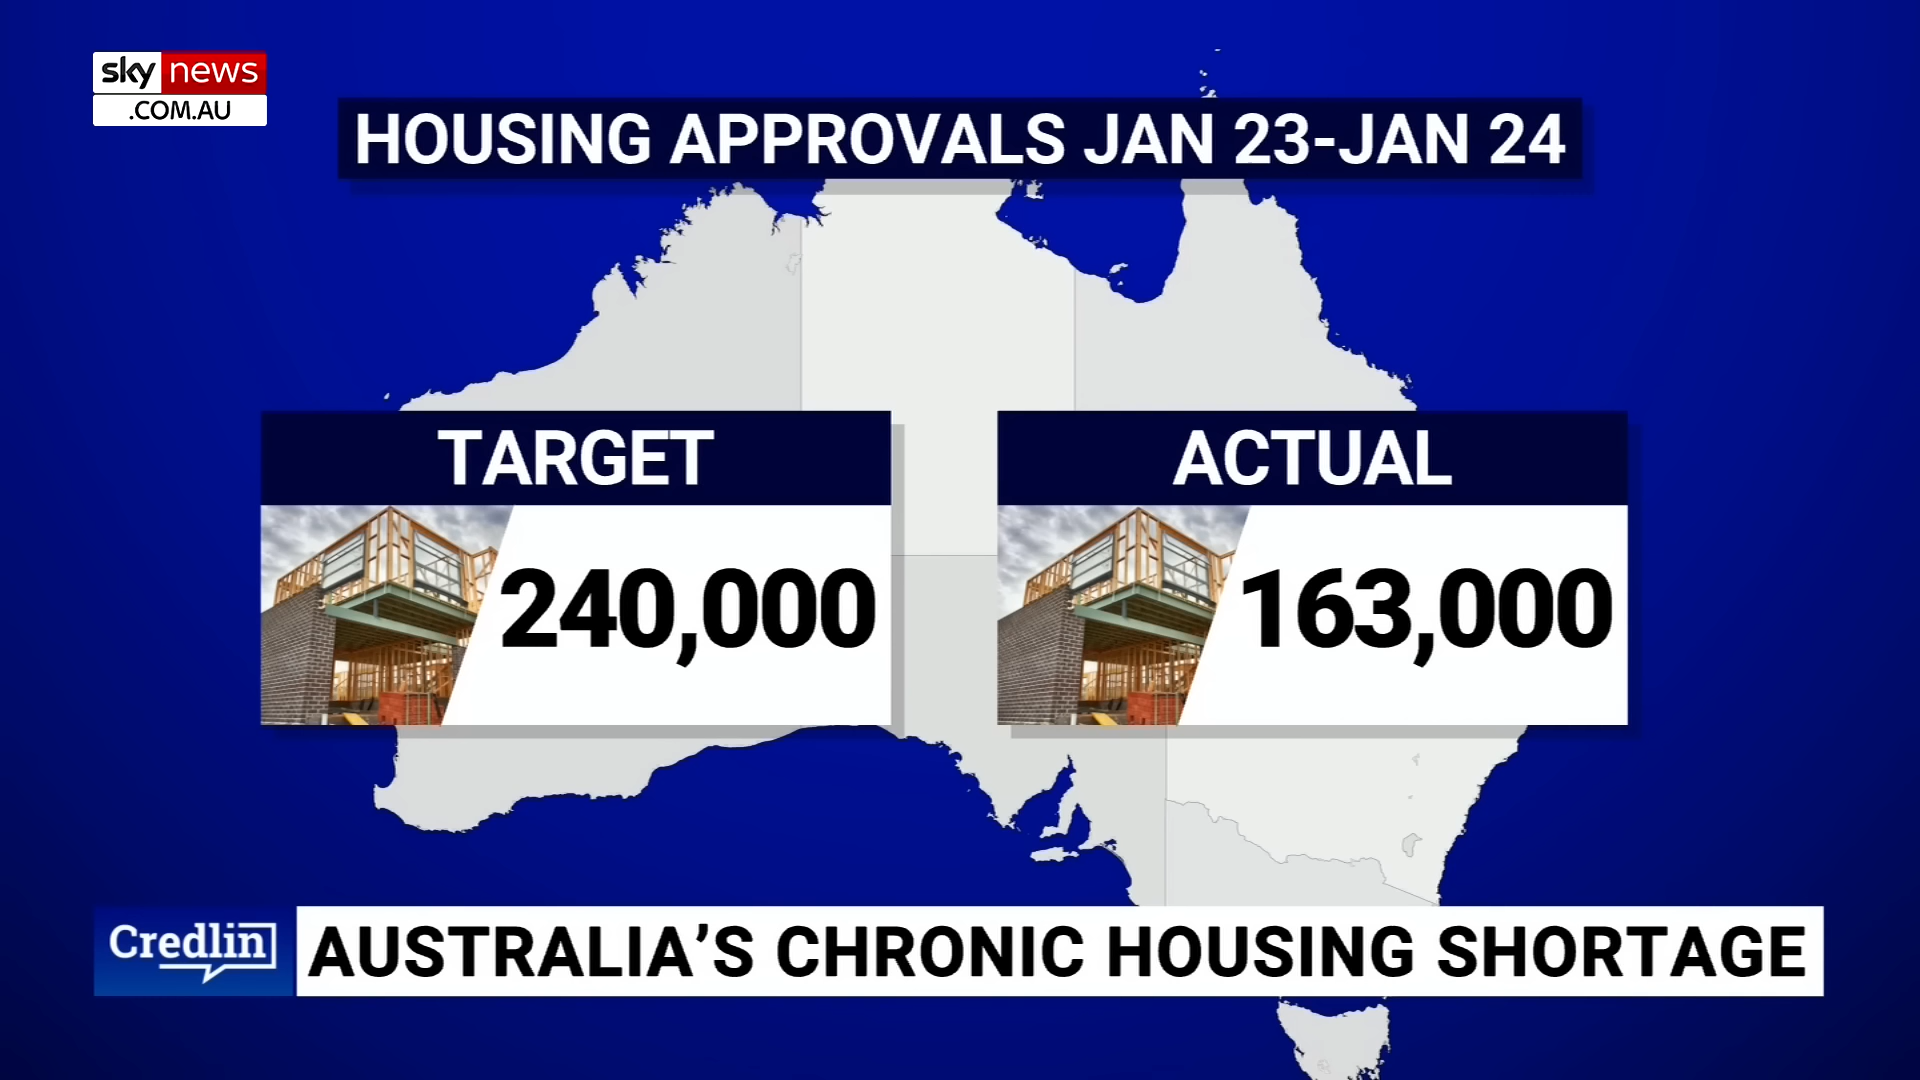 sky news
.COM.AU
HOUSING APPROVALS JAN 23-JAN 24
TARGET
240,000
ACTUAL
163,000
Credlin
AUSTRALIA’S CHRONIC HOUSING SHORTAGE